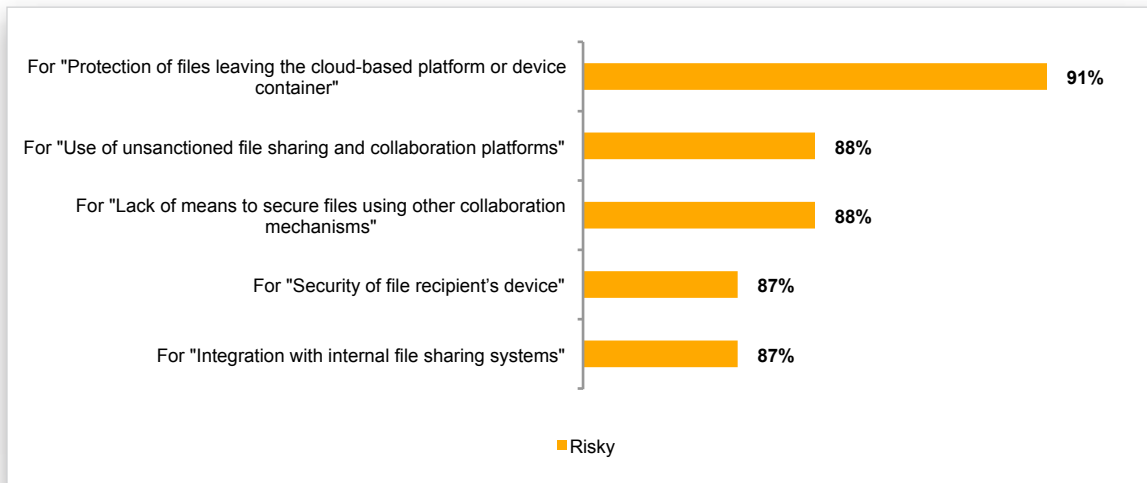 For "Protection of files leaving the cloud-based platform or device
container"
91%
For "Use of unsanctioned file sharing and collaboration platforms"
88%
For "Lack of means to secure files using other collaboration
mechanisms"
88%
For "Security of file recipient’s device"
87%
For "Integration with internal file sharing systems"
87%
Risky